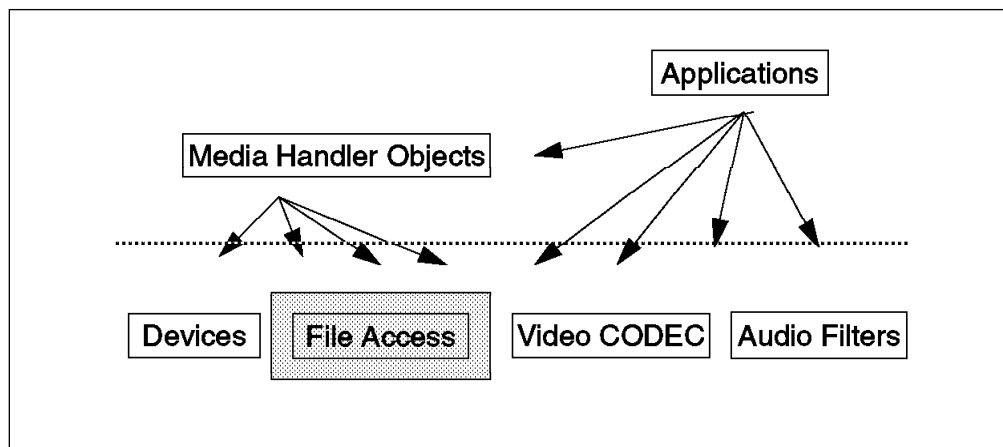 Applications
Media Handler Objects
Devices
File Access
Video CODEC
Audio Filters